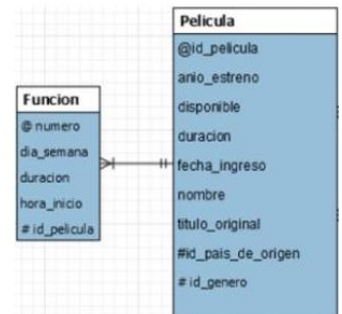 Pelicula
@id_pelicula
anio_estreno
disponible
duracion
fecha_ingreso
nombre
titulo_original
#id_pais_de_origen
# id_genero
Funcion
@ numero
dia_semana
duracion
hora_inicio
# id_pelicula